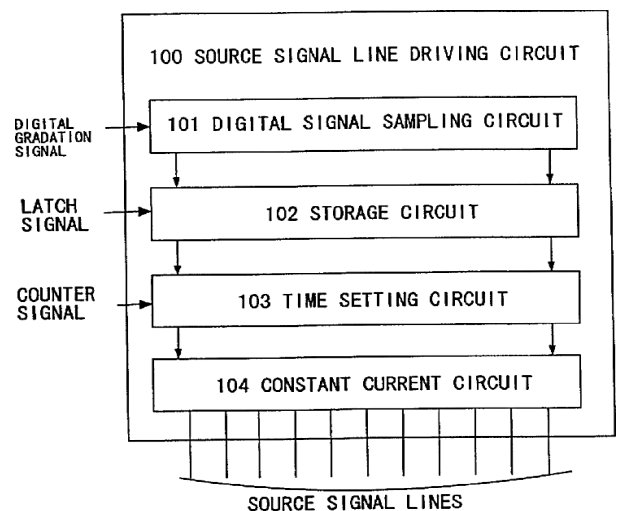 100 SOURCE SIGNAL LINE DRIVING CIRCUIT
DIGITAL
GRADATION
SIGNAL
101 DIGITAL SIGNAL SAMPLING CIRCUIT
LATCH
SIGNAL
102 STORAGE CIRCUIT
COUNTER
SIGNAL
103 TIME SETTING CIRCUIT
104 CONSTANT CURRENT CIRCUIT
SOURCE SIGNAL LINES